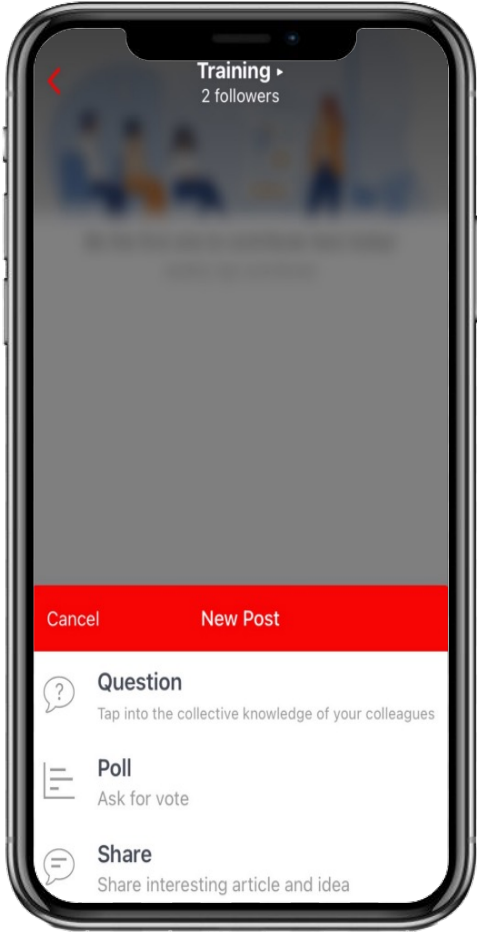 Training ▸
2 followers
Cancel
New Post
Question
Tap into the collective knowledge of your colleagues
Poll
Ask for vote
Share
Share interesting article and idea